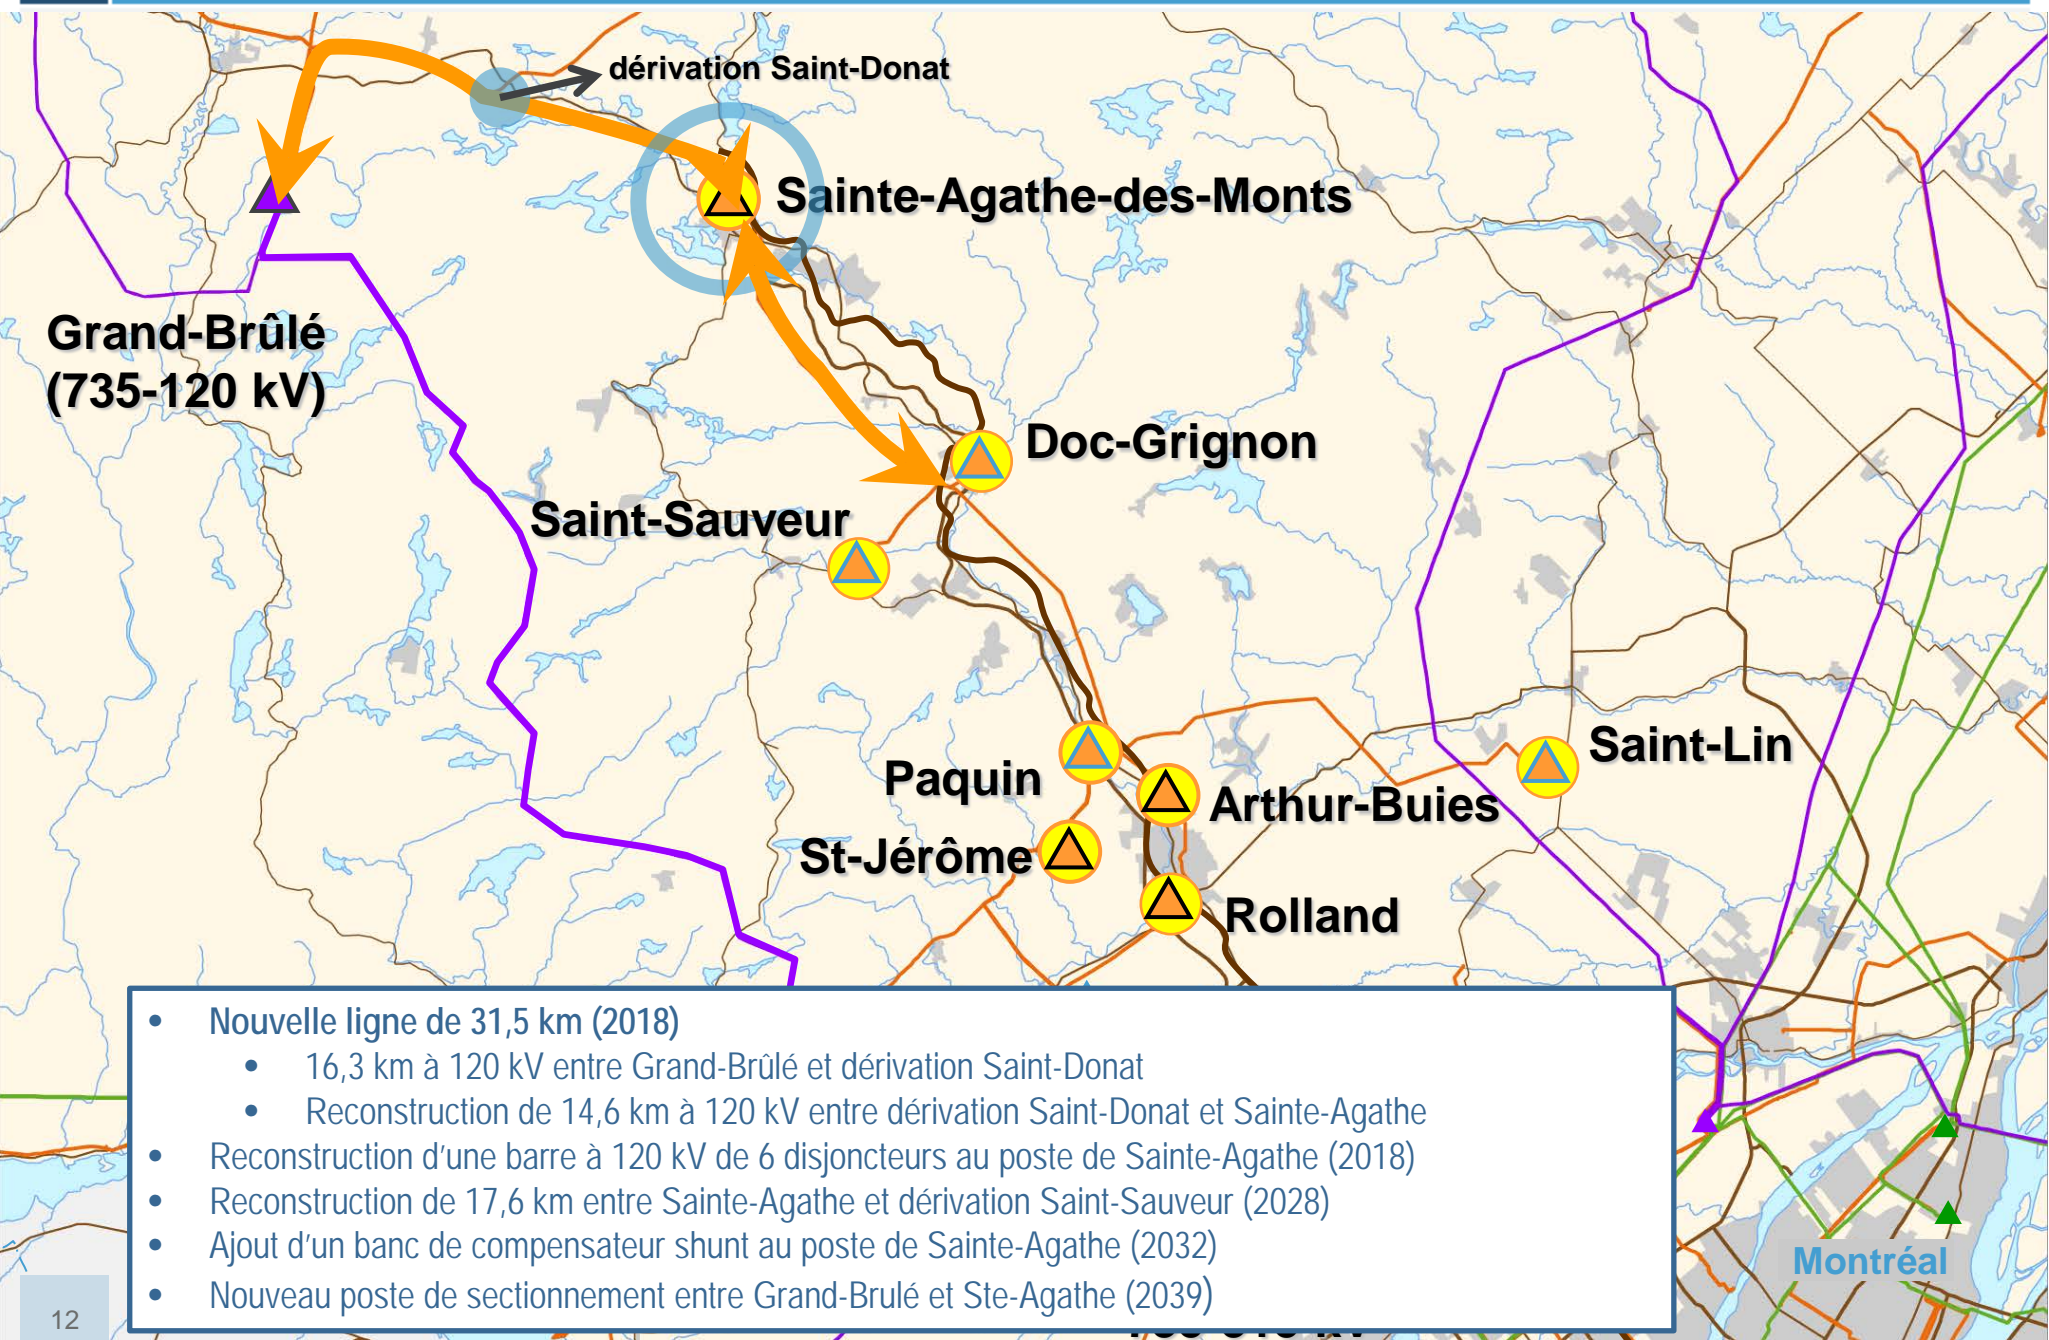 dérivation Saint-Donat
Sainte-Agathe-des-Monts
Grand-Brûlé
(735-120 kV)
Doc-Grignon
Saint-Sauveur
Saint-Lin
Paquin
Arthur-Buies
St-Jérôme
Rolland
• Nouvelle ligne de 31,5 km (2018)
• 16,3 km à 120 kV entre Grand-Brûlé et dérivation Saint-Donat
• Reconstruction de 14,6 km à 120 kV entre dérivation Saint-Donat et Sainte-Agathe
• Reconstruction d'une barre à 120 kV de 6 disjoncteurs au poste de Sainte-Agathe (2018)
• Reconstruction de 17,6 km entre Sainte-Agathe et dérivation Saint-Sauveur (2028)
• Ajout d'un banc de compensateur shunt au poste de Sainte-Agathe (2032)
• Nouveau poste de sectionnement entre Grand-Brulé et Ste-Agathe (2039)
Montréal
12